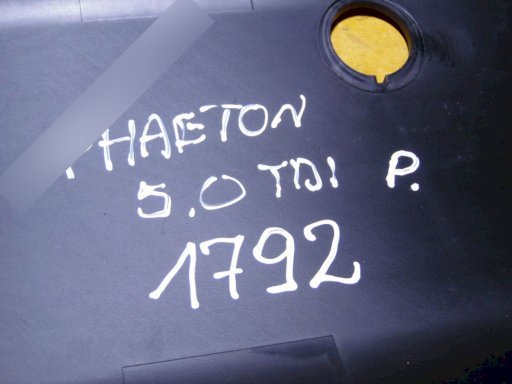 PHAETON
5.0 TDI P.
1792